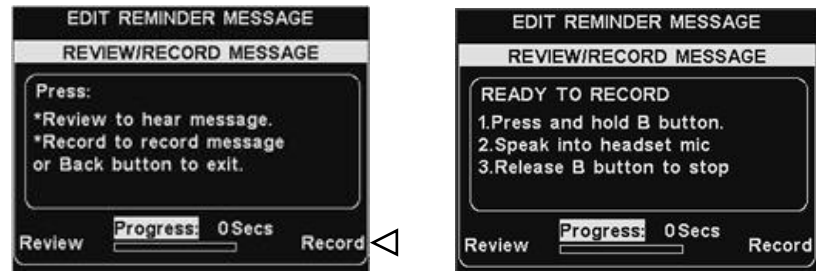 EDIT REMINDER MESSAGE
REVIEW/RECORD MESSAGE
Press:
*Review to hear message.
*Record to record message
or Back button to exit.
Progress: 0Secs
Review Record
EDIT REMINDER MESSAGE
REVIEW/RECORD MESSAGE
READY TO RECORD
1.Press and hold B button.
2.Speak into headset mic
3.Release B button to stop
Progress: 0Secs
Review Record